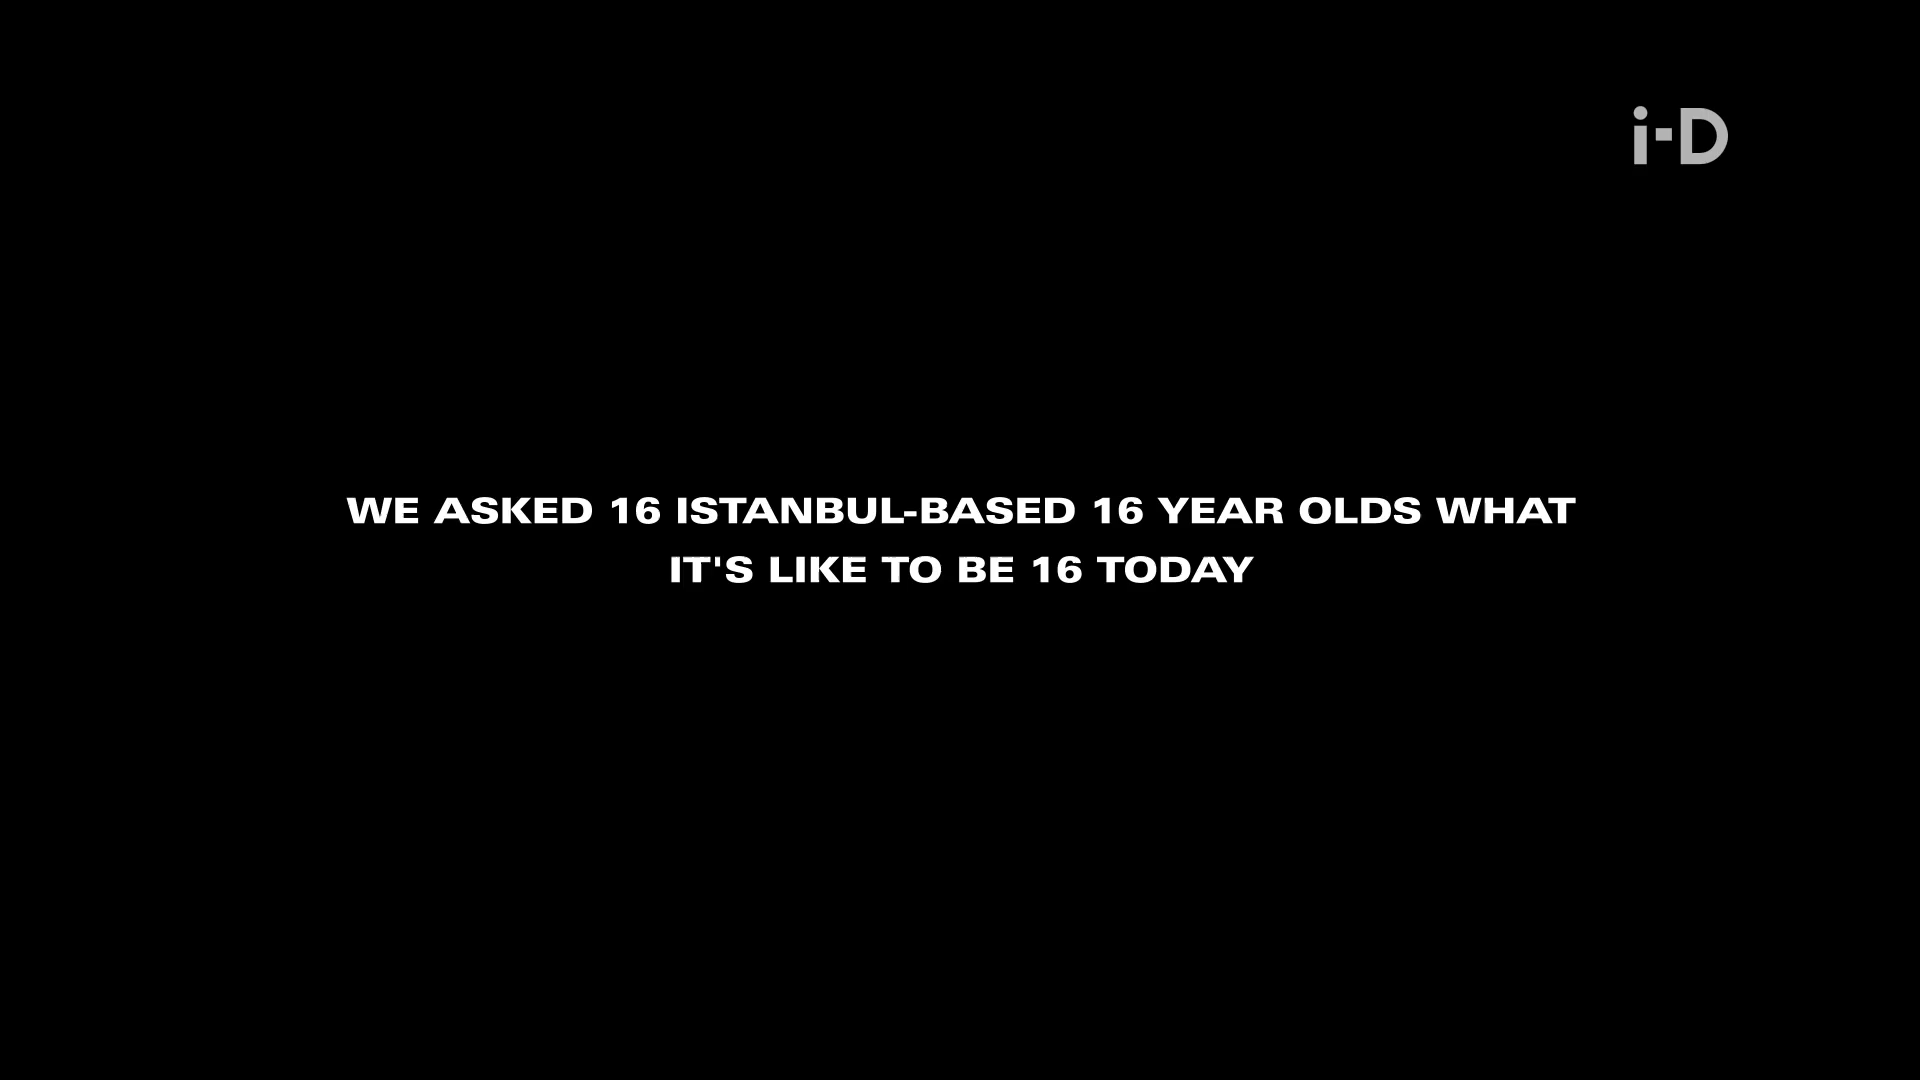 i-D
WE ASKED 16 ISTANBUL-BASED 16 YEAR OLDS WHAT
IT'S LIKE TO BE 16 TODAY